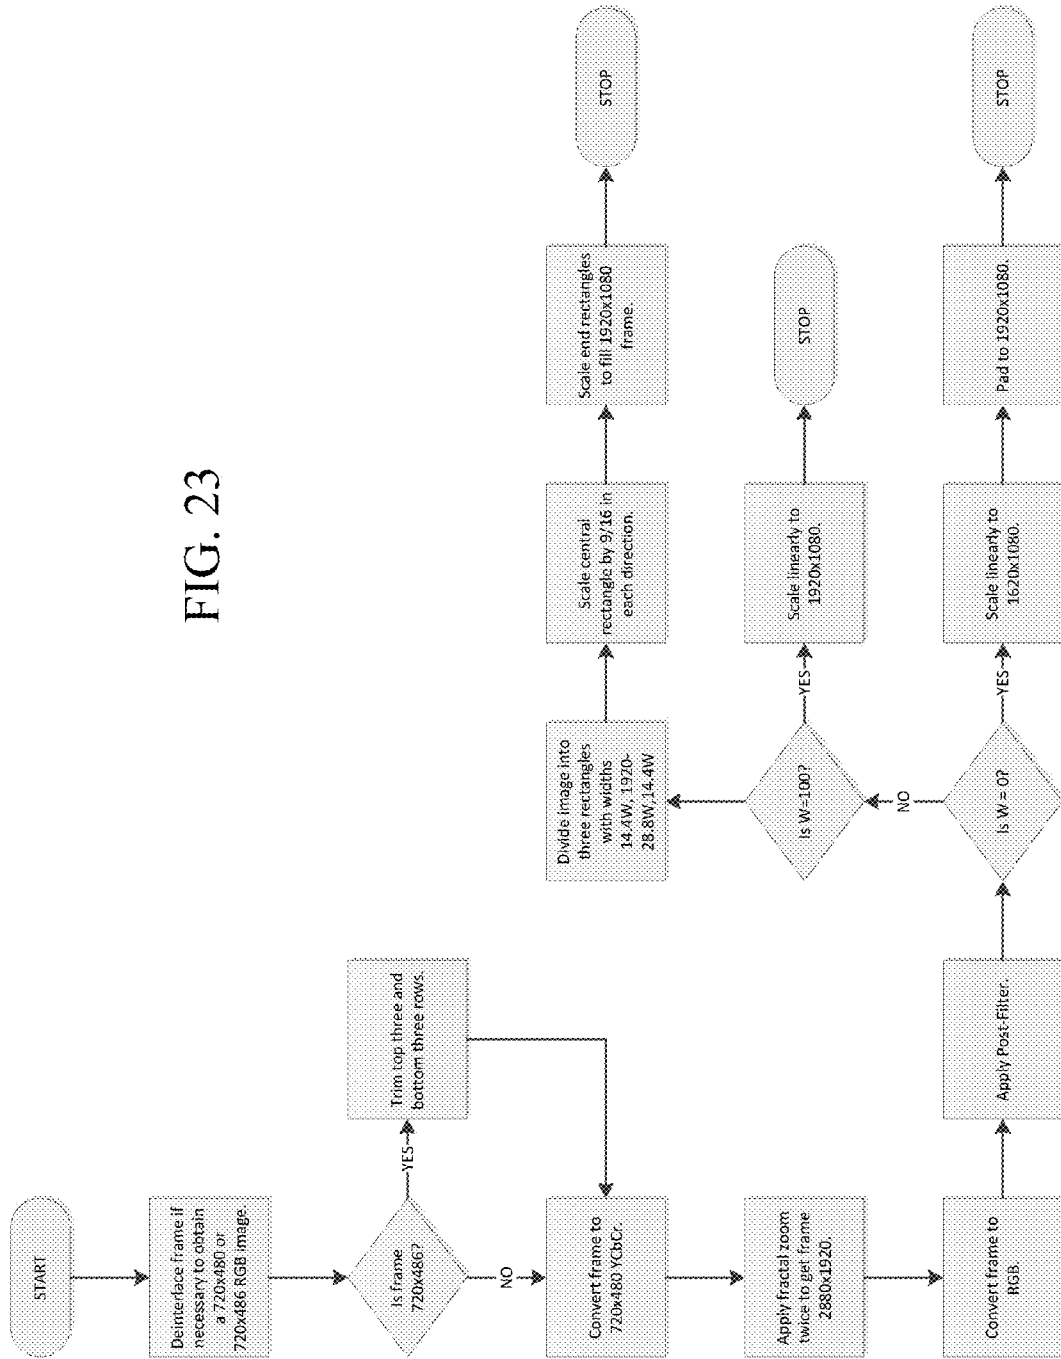 FIG. 23
START
Deinterlace frame if
necessary to obtain
a 720x480 or
720x486 RGB image.
Is frame
720x486?
YES
Trim top three and
bottom three rows.
NO
Convert frame to
720x480 YCbCr.
Apply fractal zoom
twice to get frame
2880x1920.
Convert frame to
RGB
Apply Post-Filter.
Is W = 0?
YES
Scale linearly to
1620x1080.
Pad to 1920x1080.
STOP
NO
Is W=100?
YES
Scale linearly to
1920x1080.
STOP
Divide image into
three rectangles
with widths
14.4W, 1920-
28.8W,14.4W
Scale central
rectangle by 9/16 in
each direction.
Scale end rectangles
to fill 1920x1080
frame.
STOP